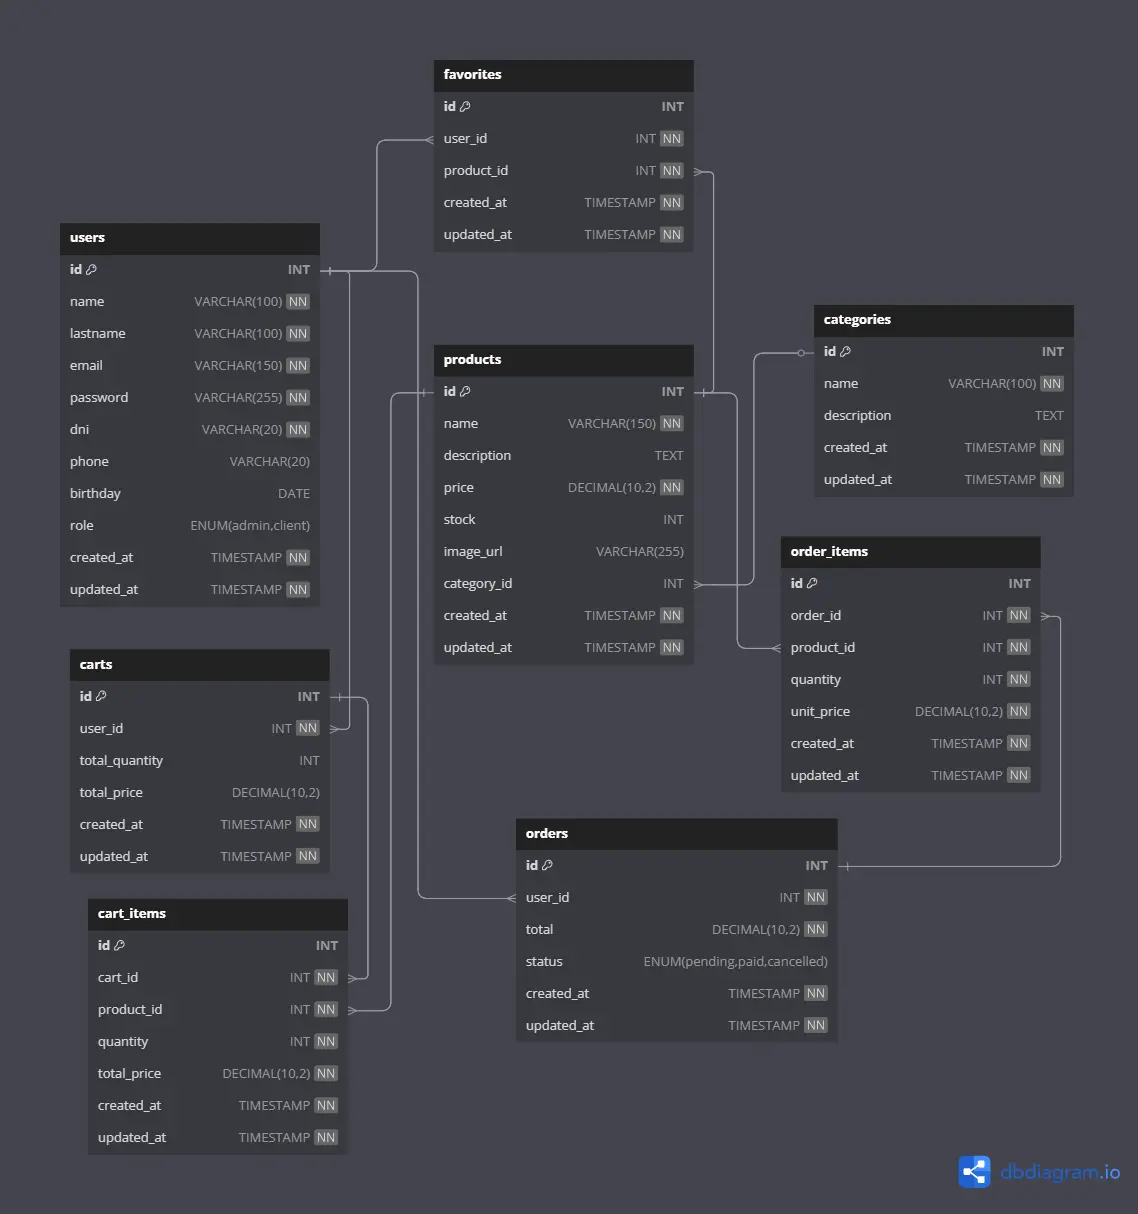 favorites
id INT
user_id INT NN
product_id INT NN
created_at TIMESTAMP NN
updated_at TIMESTAMP NN
users
id INT
name VARCHAR(100) NN
lastname VARCHAR(100) NN
email VARCHAR(150) NN
password VARCHAR(255) NN
dni VARCHAR(20) NN
phone VARCHAR(20)
birthday DATE
role ENUM(admin,client)
created_at TIMESTAMP NN
updated_at TIMESTAMP NN
products
id INT
name VARCHAR(150) NN
description TEXT
price DECIMAL(10,2) NN
stock INT
image_url VARCHAR(255)
category_id INT
created_at TIMESTAMP NN
updated_at TIMESTAMP NN
categories
id INT
name VARCHAR(100) NN
description TEXT
created_at TIMESTAMP NN
updated_at TIMESTAMP NN
order_items
id INT
order_id INT NN
product_id INT NN
quantity INT NN
unit_price DECIMAL(10,2) NN
created_at TIMESTAMP NN
updated_at TIMESTAMP NN
carts
id INT
user_id INT NN
total_quantity INT
total_price DECIMAL(10,2)
created_at TIMESTAMP NN
updated_at TIMESTAMP NN
orders
id INT
user_id INT NN
total DECIMAL(10,2) NN
status ENUM(pending,paid,cancelled)
created_at TIMESTAMP NN
updated_at TIMESTAMP NN
cart_items
id INT
cart_id INT NN
product_id INT NN
quantity INT NN
total_price DECIMAL(10,2) NN
created_at TIMESTAMP NN
updated_at TIMESTAMP NN
dbdiagram.io